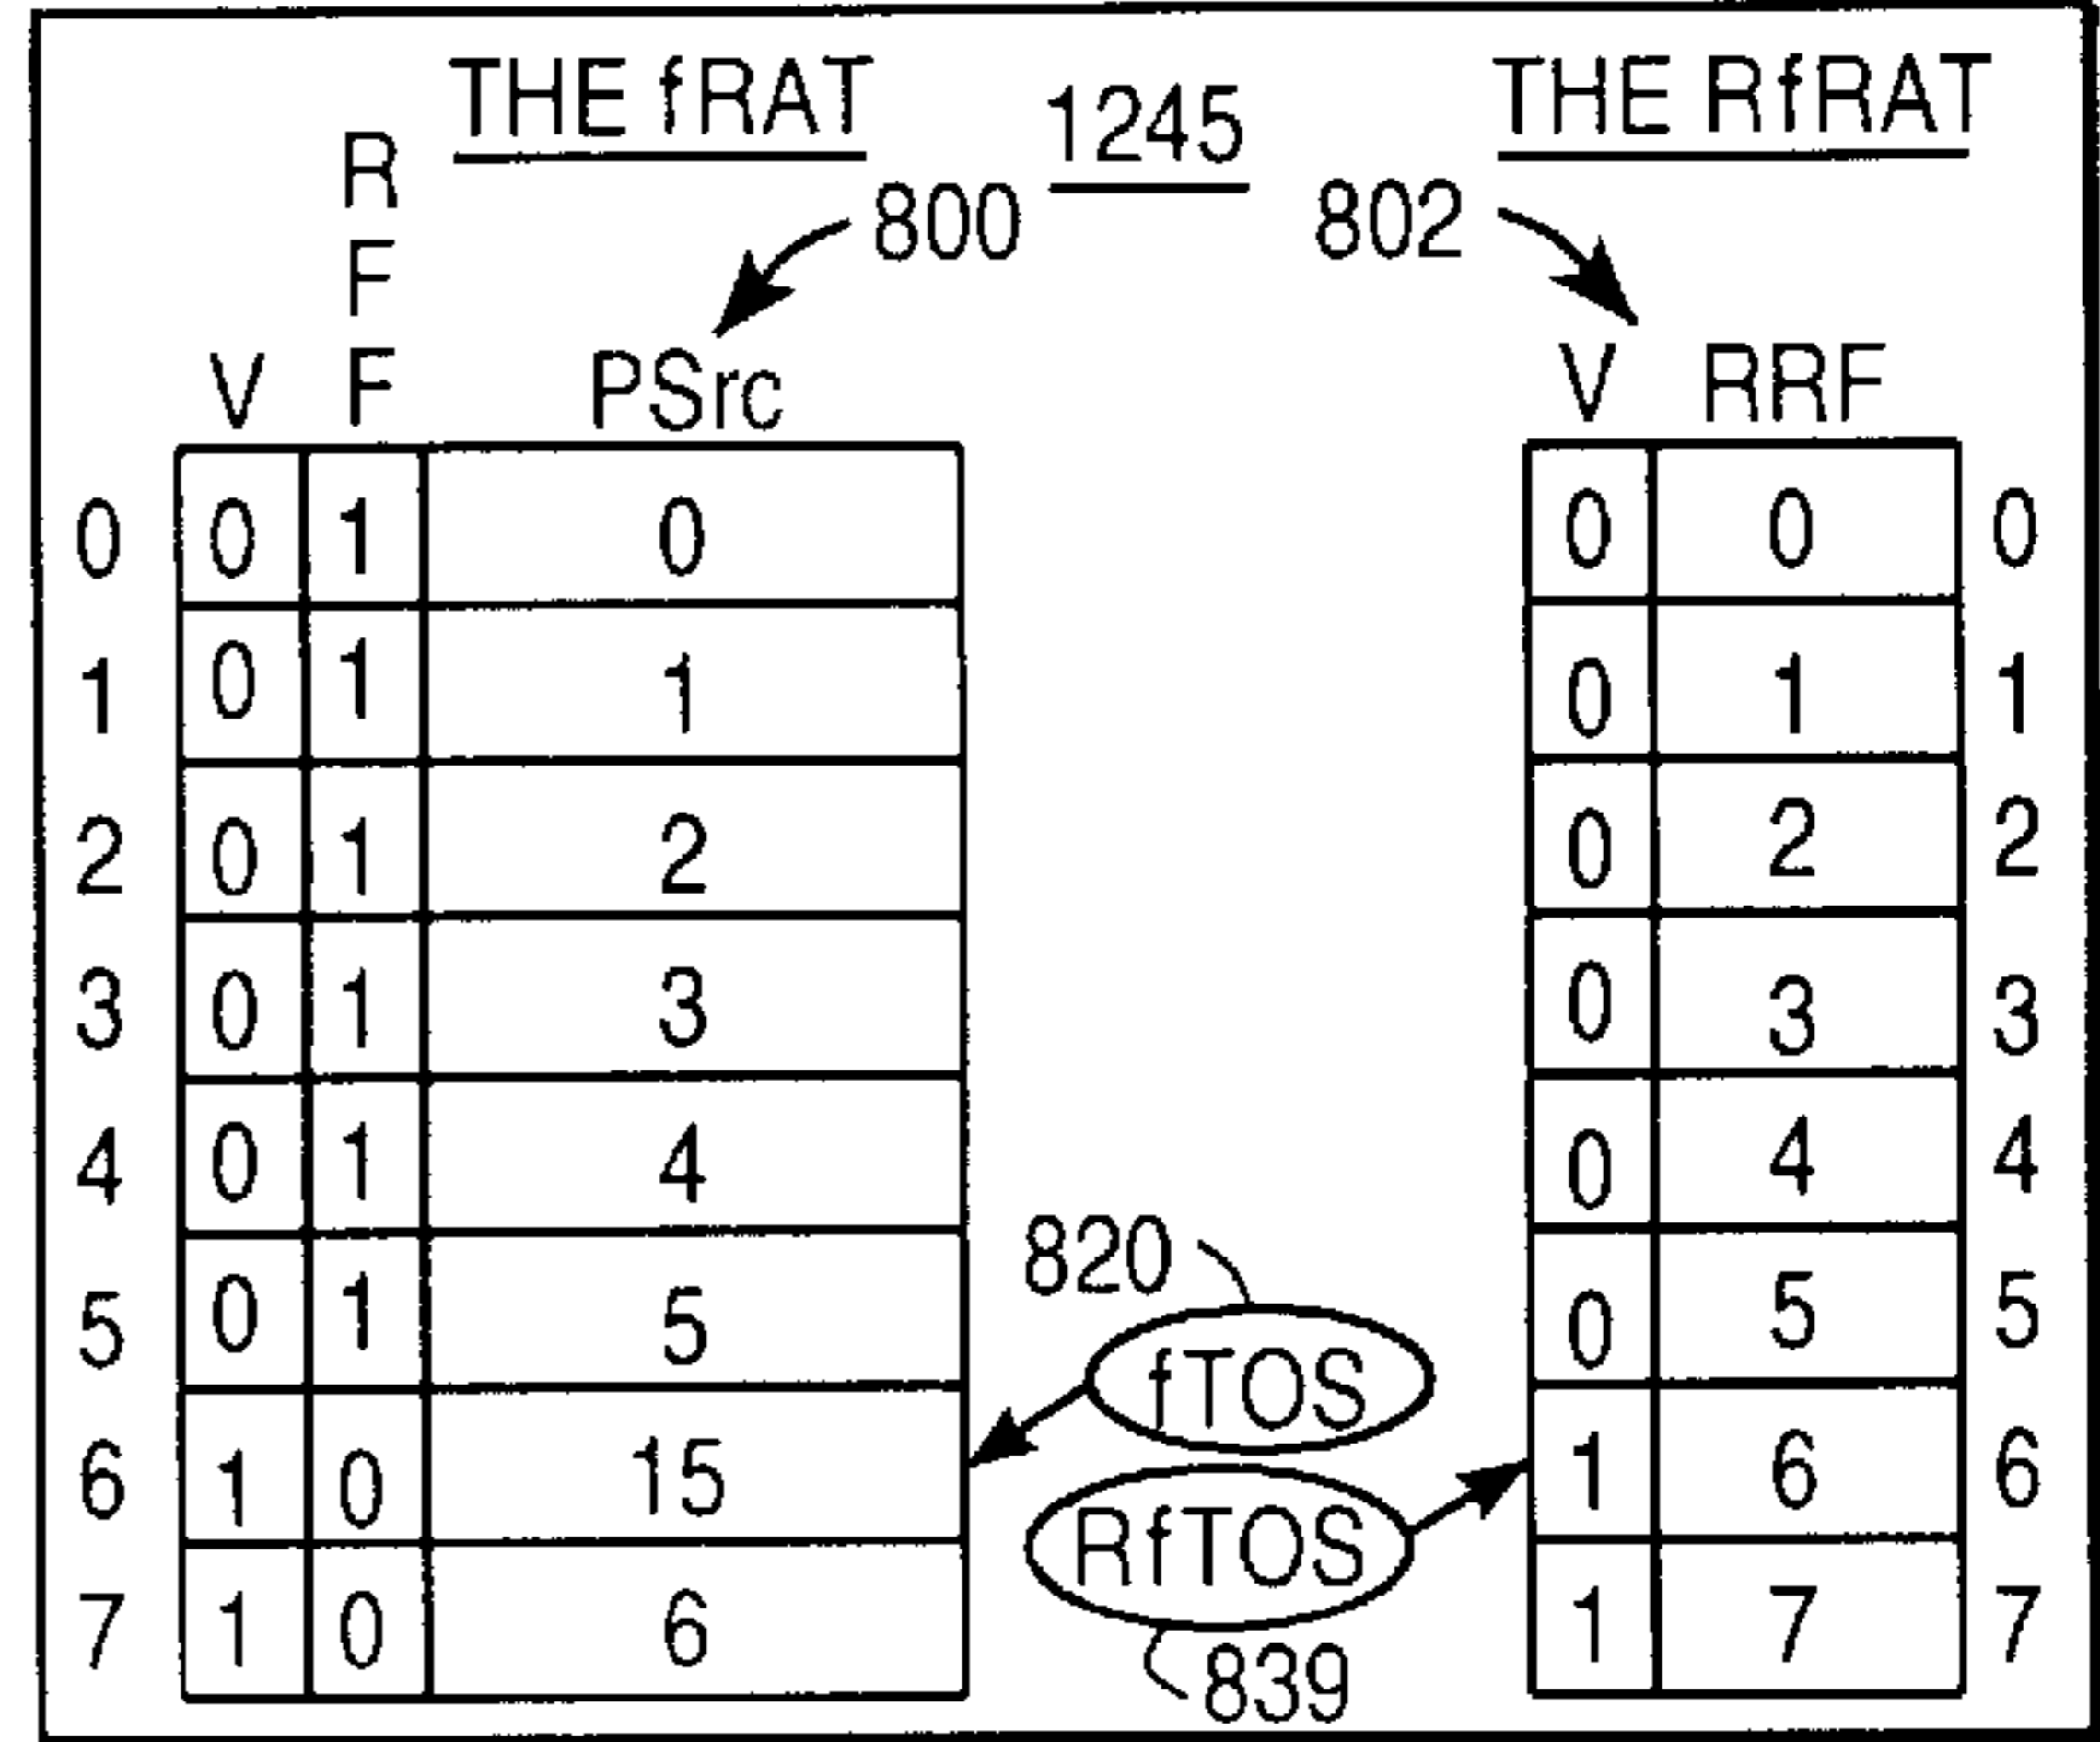 THE fRAT
1245
THE RfRAT
800
802
V
RFF
PSrc
V RRF
0 0 1 0
1 0 1 1
2 0 1 2
3 0 1 3
4 0 1 4
5 0 1 5
6 1 0 15
7 1 0 6
820
fTOS
RfTOS
839
0 0 0
0 1 1
0 2 2
0 3 3
0 4 4
0 5 5
1 6 6
1 7 7